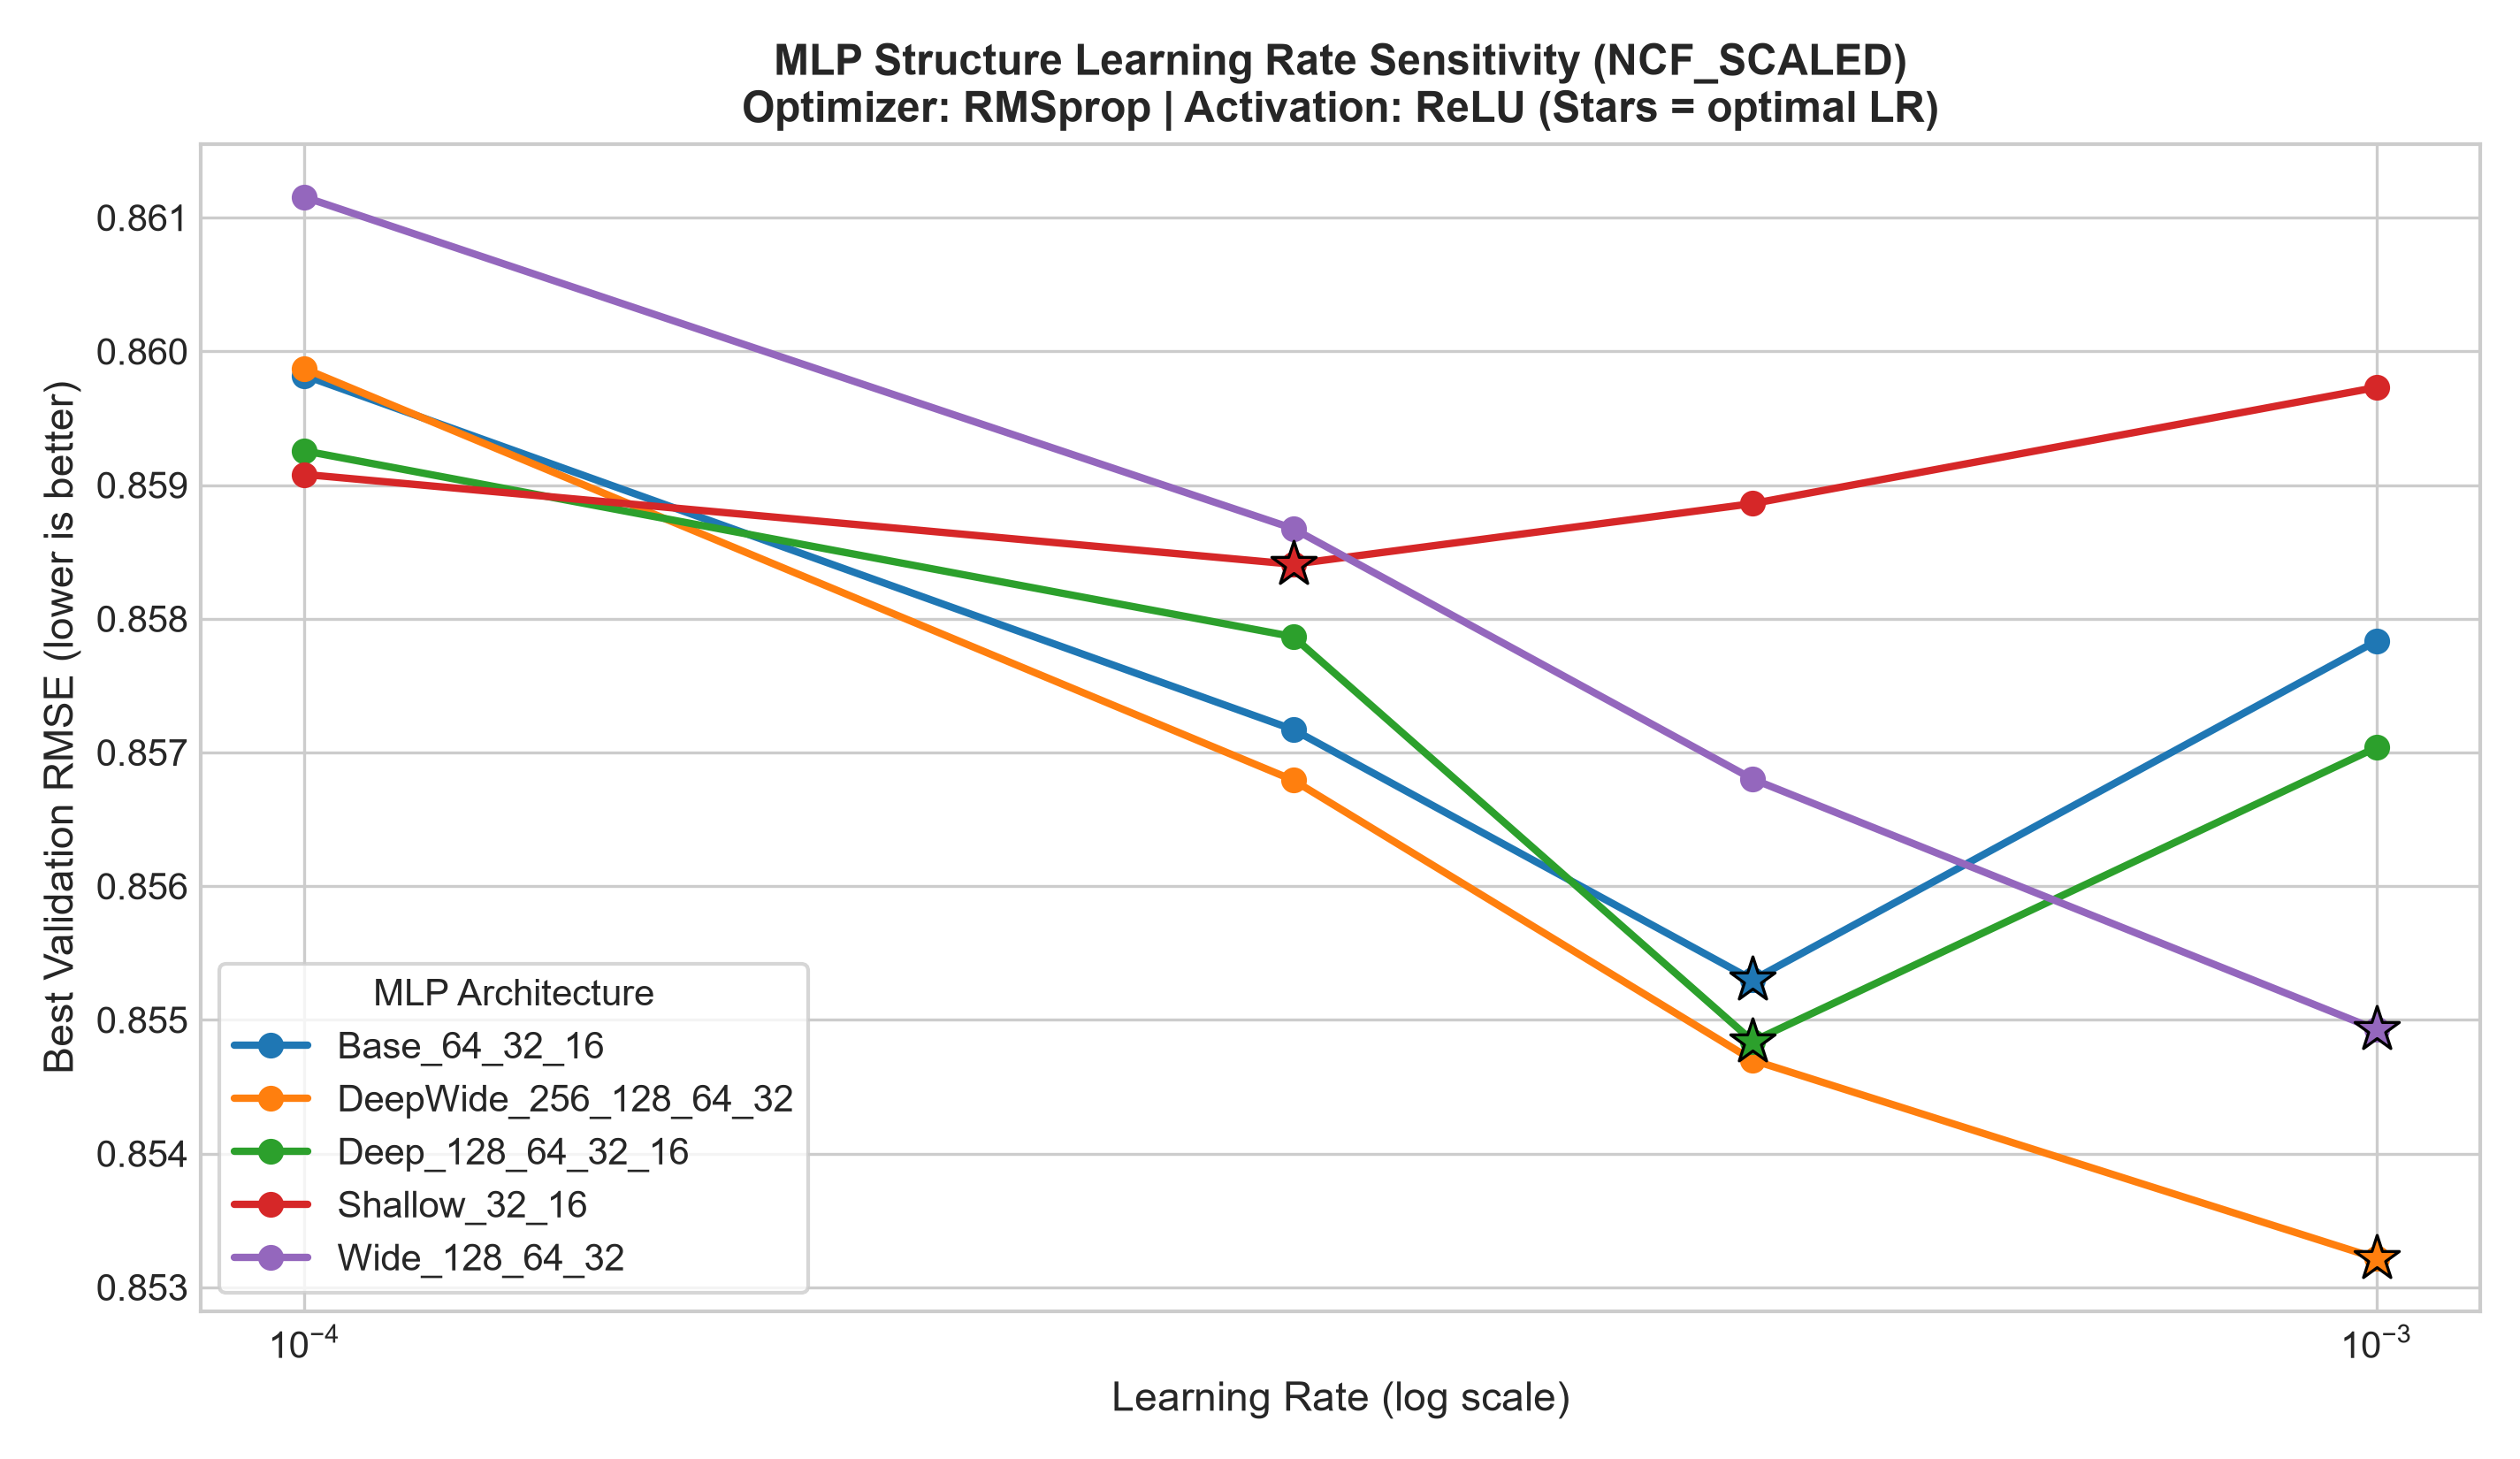 MLP Structure Learning Rate Sensitivity (NCF_SCALED)
Optimizer: RMSprop | Activation: ReLU (Stars = optimal LR)
Best Validation RMSE (lower is better)
0.861
0.860
0.859
0.858
0.857
0.856
0.855
0.854
0.853
MLP Architecture
Base_64_32_16
DeepWide_256_128_64_32
Deep_128_64_32_16
Shallow_32_16
Wide_128_64_32
10⁻⁴
10⁻³
Learning Rate (log scale)